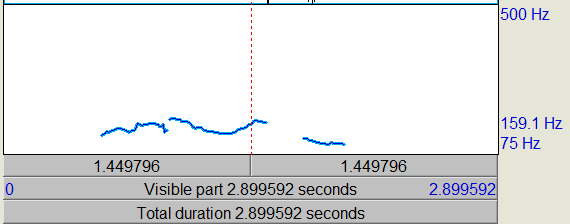 500 Hz
159.1 Hz
75 Hz
1.449796 1.449796
0 Visible part 2.899592 seconds 2.899592
Total duration 2.899592 seconds